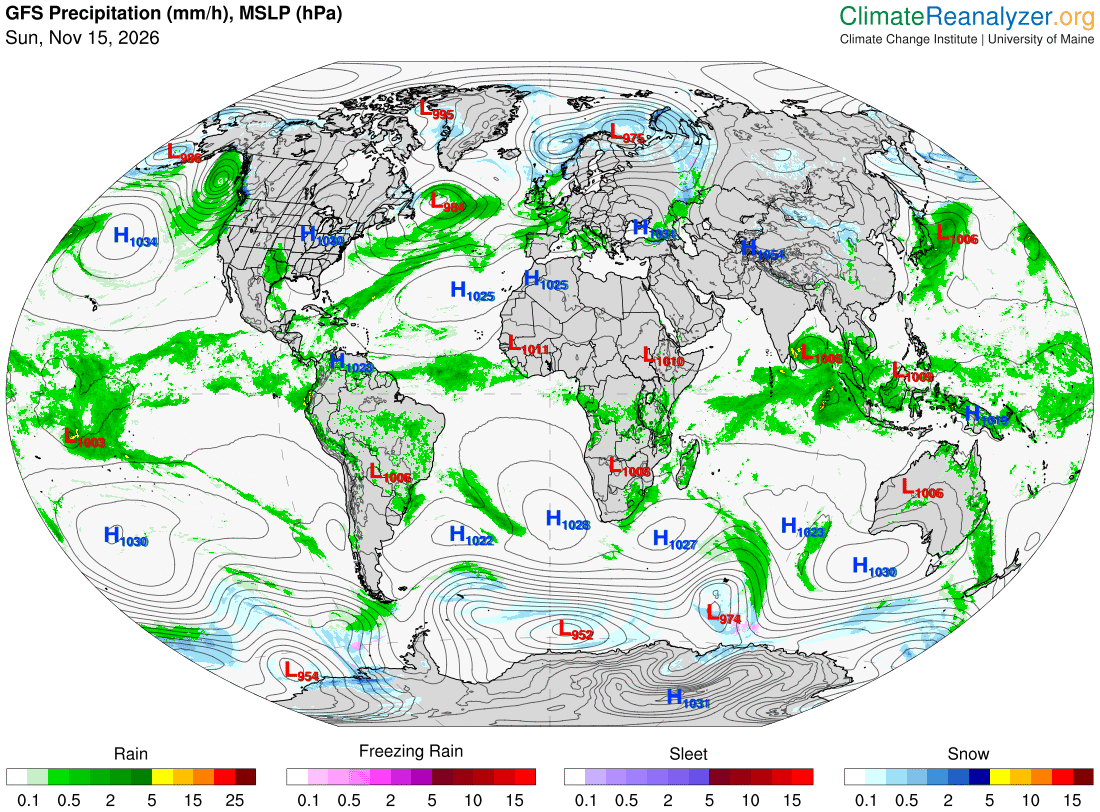 GFS Precipitation (mm/h), MSLP (hPa)
Sun, Nov 15, 2026
ClimateReanalyzer.org
Climate Change Institute | University of Maine
L995
L975
L986
L984
H1034
H1030
H1031
L1006
H1054
H1025
H1025
L1011
L1010
L1008
H1023
L1009
H1015
L1003
L1006
L1008
L1006
H1030
H1022
H1028
H1027
H1023
H1030
L974
L952
L954
H1031
Rain
Freezing Rain
Sleet
Snow
0.1 0.5 2 5 15 25
0.1 0.5 2 5 10 15
0.1 0.5 2 5 10 15
0.1 0.5 2 5 10 15